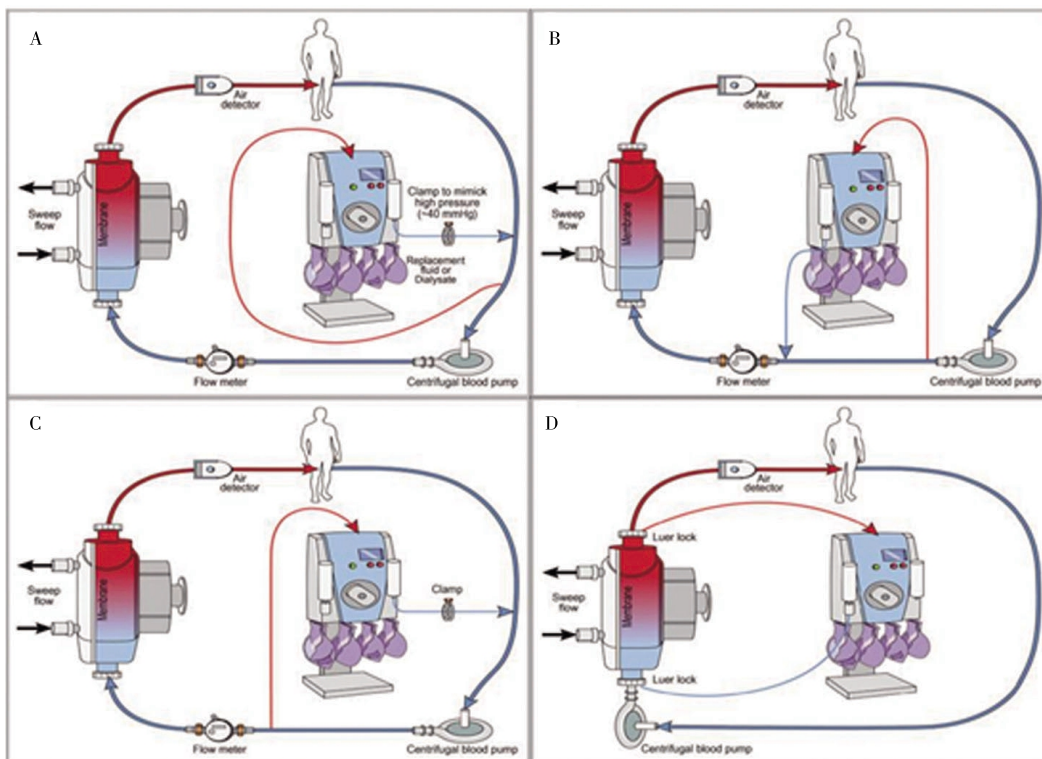 A
Air
detector
Clamp to mimick
high pressure
(~40 mmHg)
Sweep
flow
Membrane
Replacement
fluid or
Dialysate
Flow meter
Centrifugal blood pump
B
Air
detector
Sweep
flow
Membrane
Flow meter
Centrifugal blood pump
C
Air
detector
Clamp
Sweep
flow
Membrane
Flow meter
Centrifugal blood pump
D
Air
detector
Luer lock
Sweep
flow
Membrane
Luer lock
Centrifugal blood pump